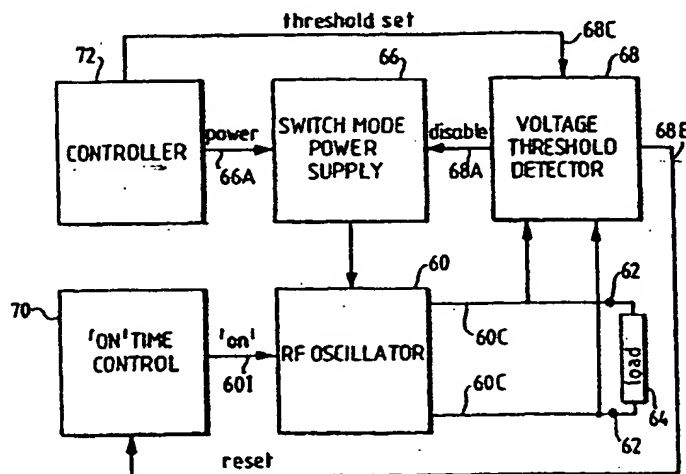 threshold set
68C
72
66
68
CONTROLLER
power
66A
SWITCH MODE
POWER
SUPPLY
disable
68A
VOLTAGE
THRESHOLD
DETECTOR
68B
60
62
70
'ON' TIME
CONTROL
'on'
601
RF OSCILLATOR
60C
60C
load
64
62
reset